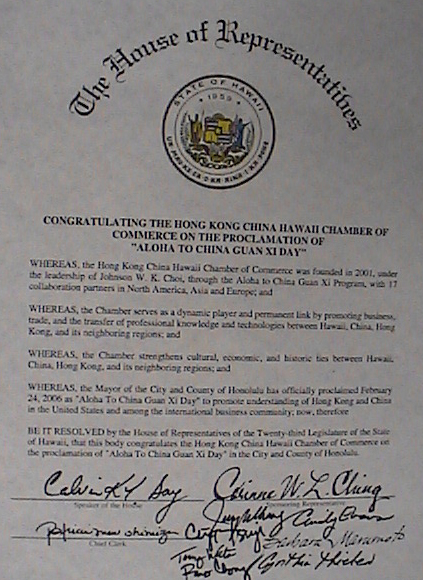 The House of Representatives
STATE OF HAWAII
1959
CONGRATULATING THE HONG KONG CHINA HAWAII CHAMBER OF
COMMERCE ON THE PROCLAMATION OF
"ALOHA TO CHINA GUAN XI DAY"
WHEREAS, the Hong Kong China Hawaii Chamber of Commerce was founded in 2001, under
the leadership of Johnson W. K. Choi, through the Aloha to China Guan Xi Program, with 17
collaboration partners in North America, Asia and Europe; and
WHEREAS, the Chamber serves as a dynamic player and permanent link by promoting business,
trade, and the transfer of professional knowledge and technologies between Hawaii, China, Hong
Kong, and its neighboring regions; and
WHEREAS, the Chamber strengthens cultural, economic, and historic ties between Hawaii,
China, Hong Kong, and its neighboring regions; and
WHEREAS, the Mayor of the City and County of Honolulu has officially proclaimed February
24, 2006 as "Aloha To China Guan Xi Day" to promote understanding of Hong Kong and China
in the United States and among the international business community; now, therefore
BE IT RESOLVED by the House of Representatives of the Twenty-third Legislature of the State
of Hawaii, that this body congratulates the Hong Kong China Hawaii Chamber of Commerce on
the proclamation of "Aloha To China Guan Xi Day" in the City and County of Honolulu.
Calvin K.Y. Say
Corinne W. L. Ching
Speaker of the House
Sponsoring Representative
Cindy Evans
Barbara Marumoto
Chief Clerk
Cynthia Thielen